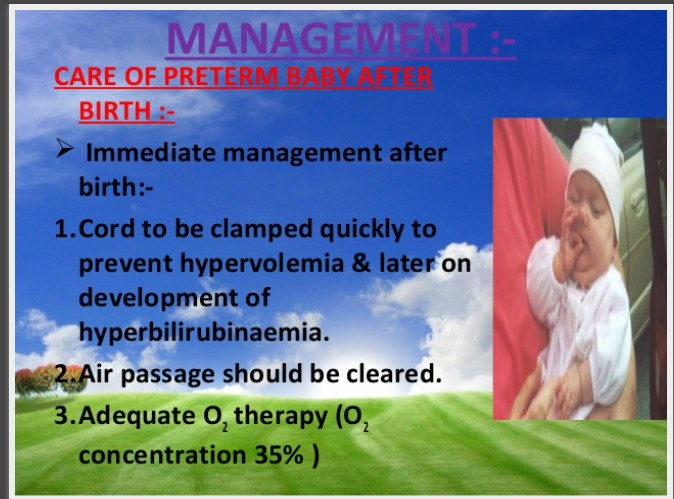 MANAGEMENT :-
CARE OF PRETERM BABY AFTER
BIRTH :-
➢ Immediate management after
birth:-
1.Cord to be clamped quickly to
prevent hypervolemia & later on
development of
hyperbilirubinaemia.
2.Air passage should be cleared.
3.Adequate O₂ therapy (O₂
concentration 35% )